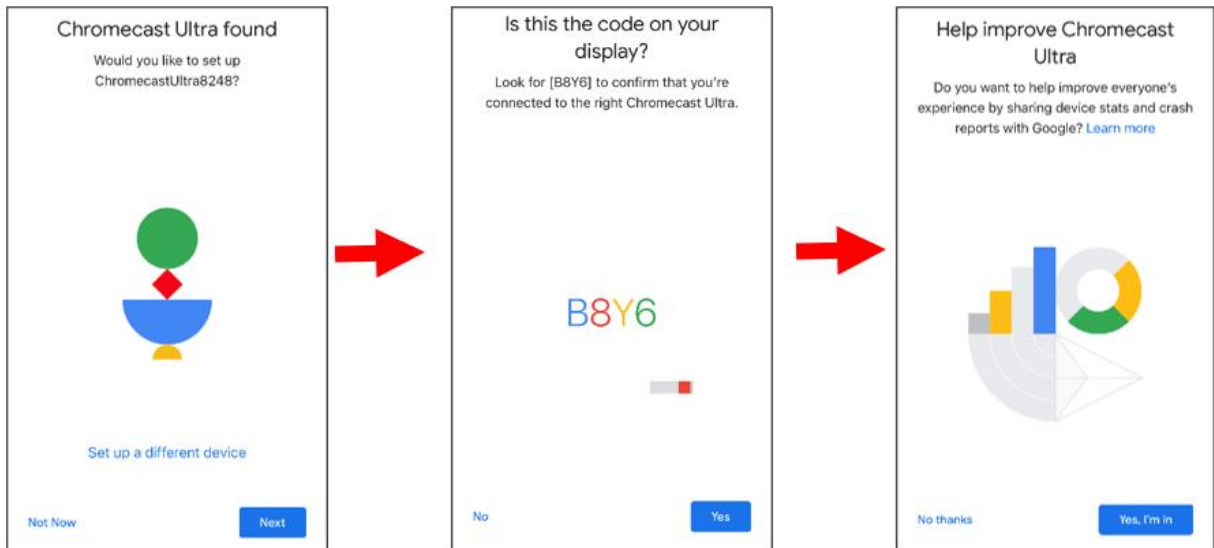 Chromecast Ultra found
Would you like to set up
ChromecastUltra8248?
Set up a different device
Not Now
Next
Is this the code on your
display?
Look for [B8Y6] to confirm that you're
connected to the right Chromecast Ultra.
B8Y6
No
Yes
Help improve Chromecast
Ultra
Do you want to help improve everyone's
experience by sharing device stats and crash
reports with Google? Learn more
No thanks
Yes, I'm in